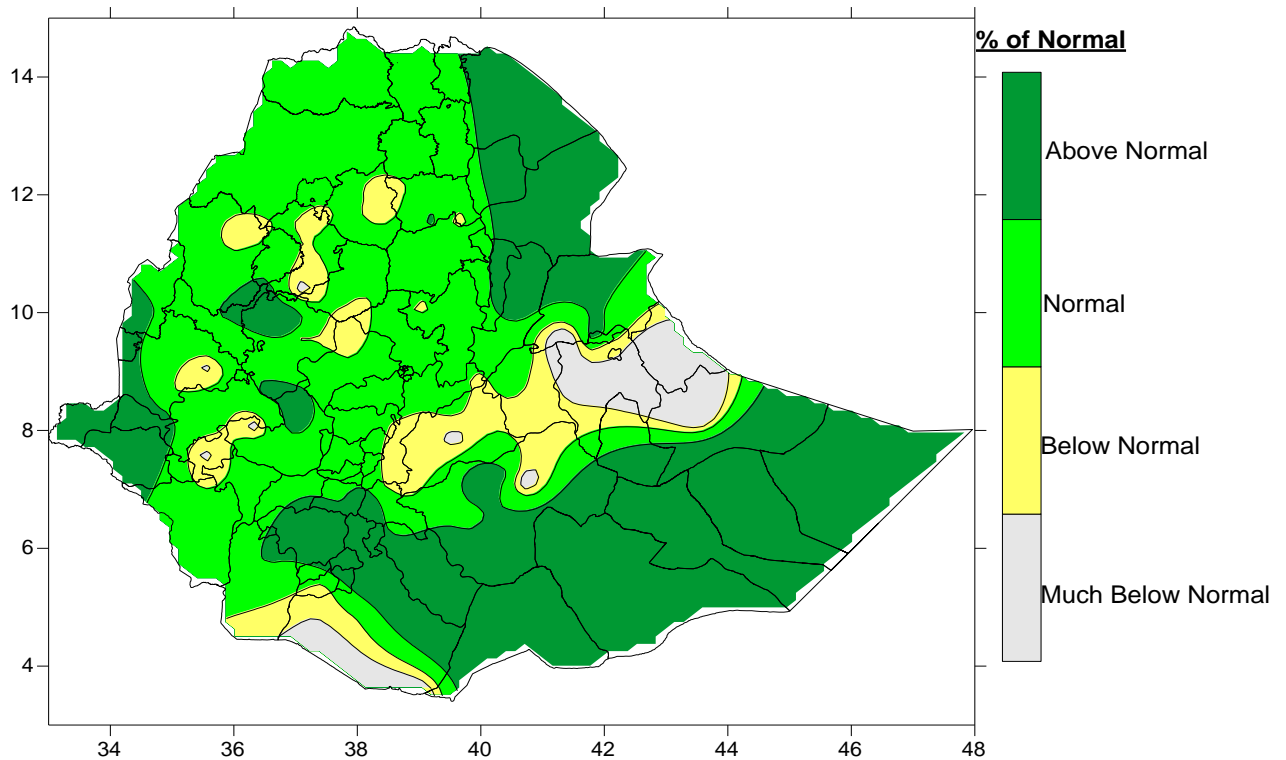 % of Normal
14
12
10
8
6
4
Above Normal
Normal
Below Normal
Much Below Normal
34 36 38 40 42 44 46 48